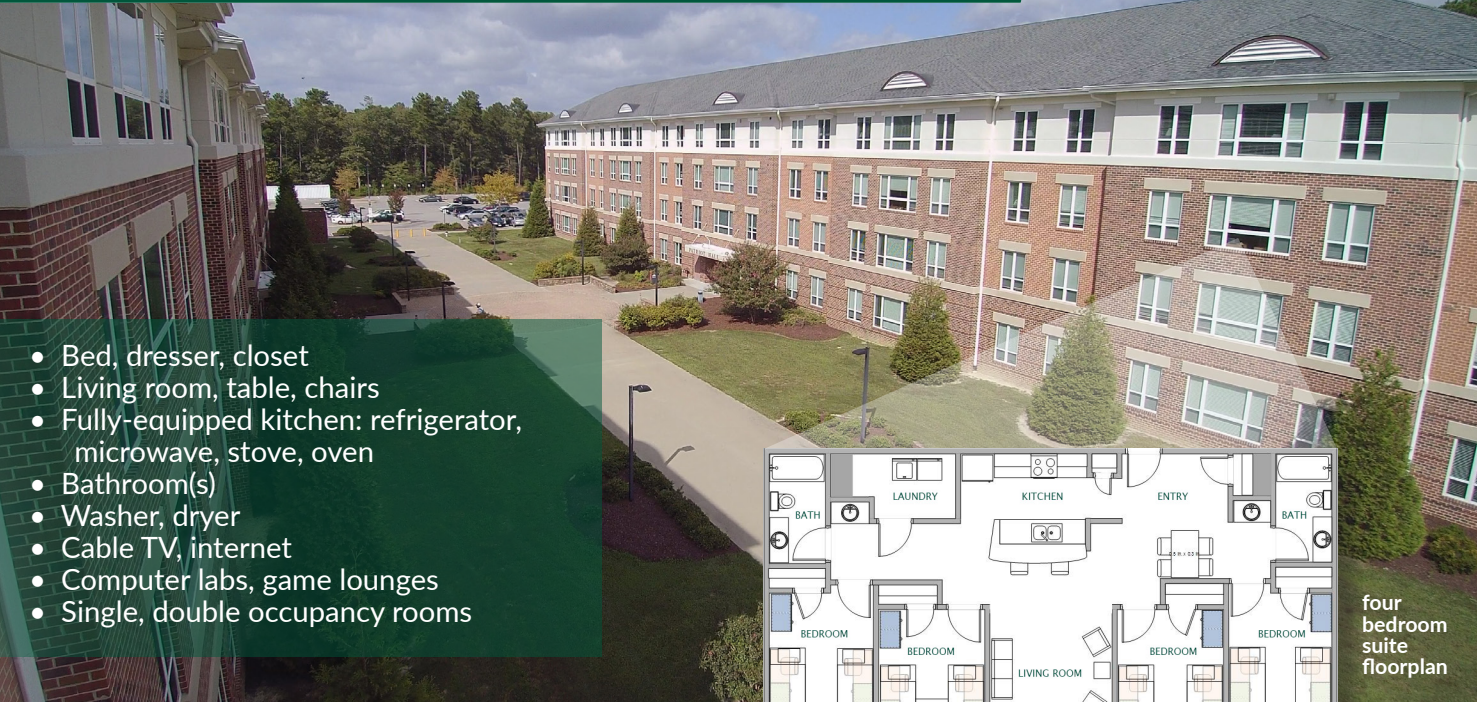 • Bed, dresser, closet
• Living room, table, chairs
• Fully-equipped kitchen: refrigerator,
microwave, stove, oven
• Bathroom(s)
• Washer, dryer
• Cable TV, internet
• Computer labs, game lounges
• Single, double occupancy rooms
LAUNDRY
KITCHEN
ENTRY
BATH
BATH
BEDROOM
BEDROOM
LIVING ROOM
BEDROOM
BEDROOM
four
bedroom
suite
floorplan